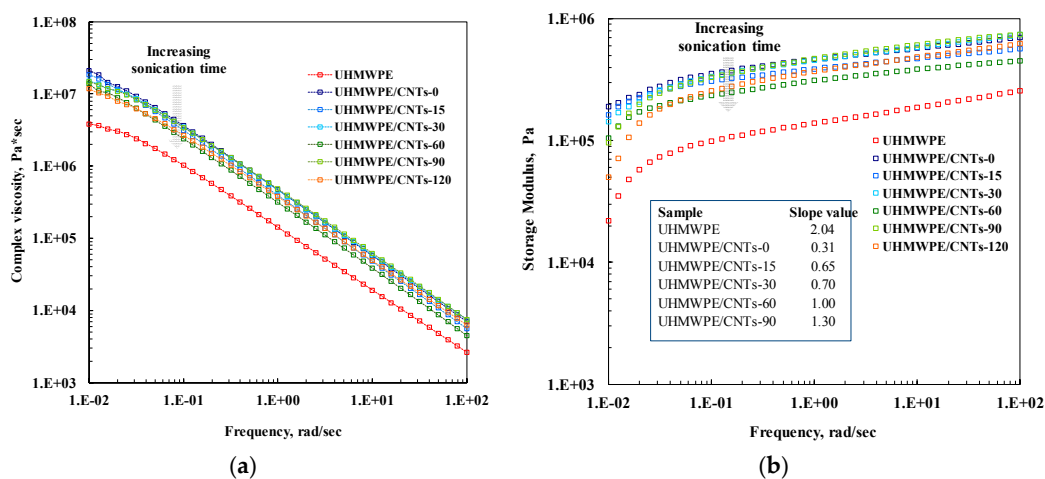 1.E+08
1.E+07
1.E+06
1.E+05
1.E+04
1.E+03
Complex viscosity, Pa*sec
Increasing
sonication time
UHMWPE
UHMWPE/CNTs-0
UHMWPE/CNTs-15
UHMWPE/CNTs-30
UHMWPE/CNTs-60
UHMWPE/CNTs-90
UHMWPE/CNTs-120
1.E-02 1.E-01 1.E+00 1.E+01 1.E+02
Frequency, rad/sec
(a)
1.E+06
1.E+05
1.E+04
1.E+03
Storage Modulus, Pa
Increasing
sonication time
UHMWPE
UHMWPE/CNTs-0
UHMWPE/CNTs-15
UHMWPE/CNTs-30
UHMWPE/CNTs-60
UHMWPE/CNTs-90
UHMWPE/CNTs-120
Sample Slope value
UHMWPE 2.04
UHMWPE/CNTs-0 0.31
UHMWPE/CNTs-15 0.65
UHMWPE/CNTs-30 0.70
UHMWPE/CNTs-60 1.00
UHMWPE/CNTs-90 1.30
1.E-02 1.E-01 1.E+00 1.E+01 1.E+02
Frequency, rad/sec
(b)